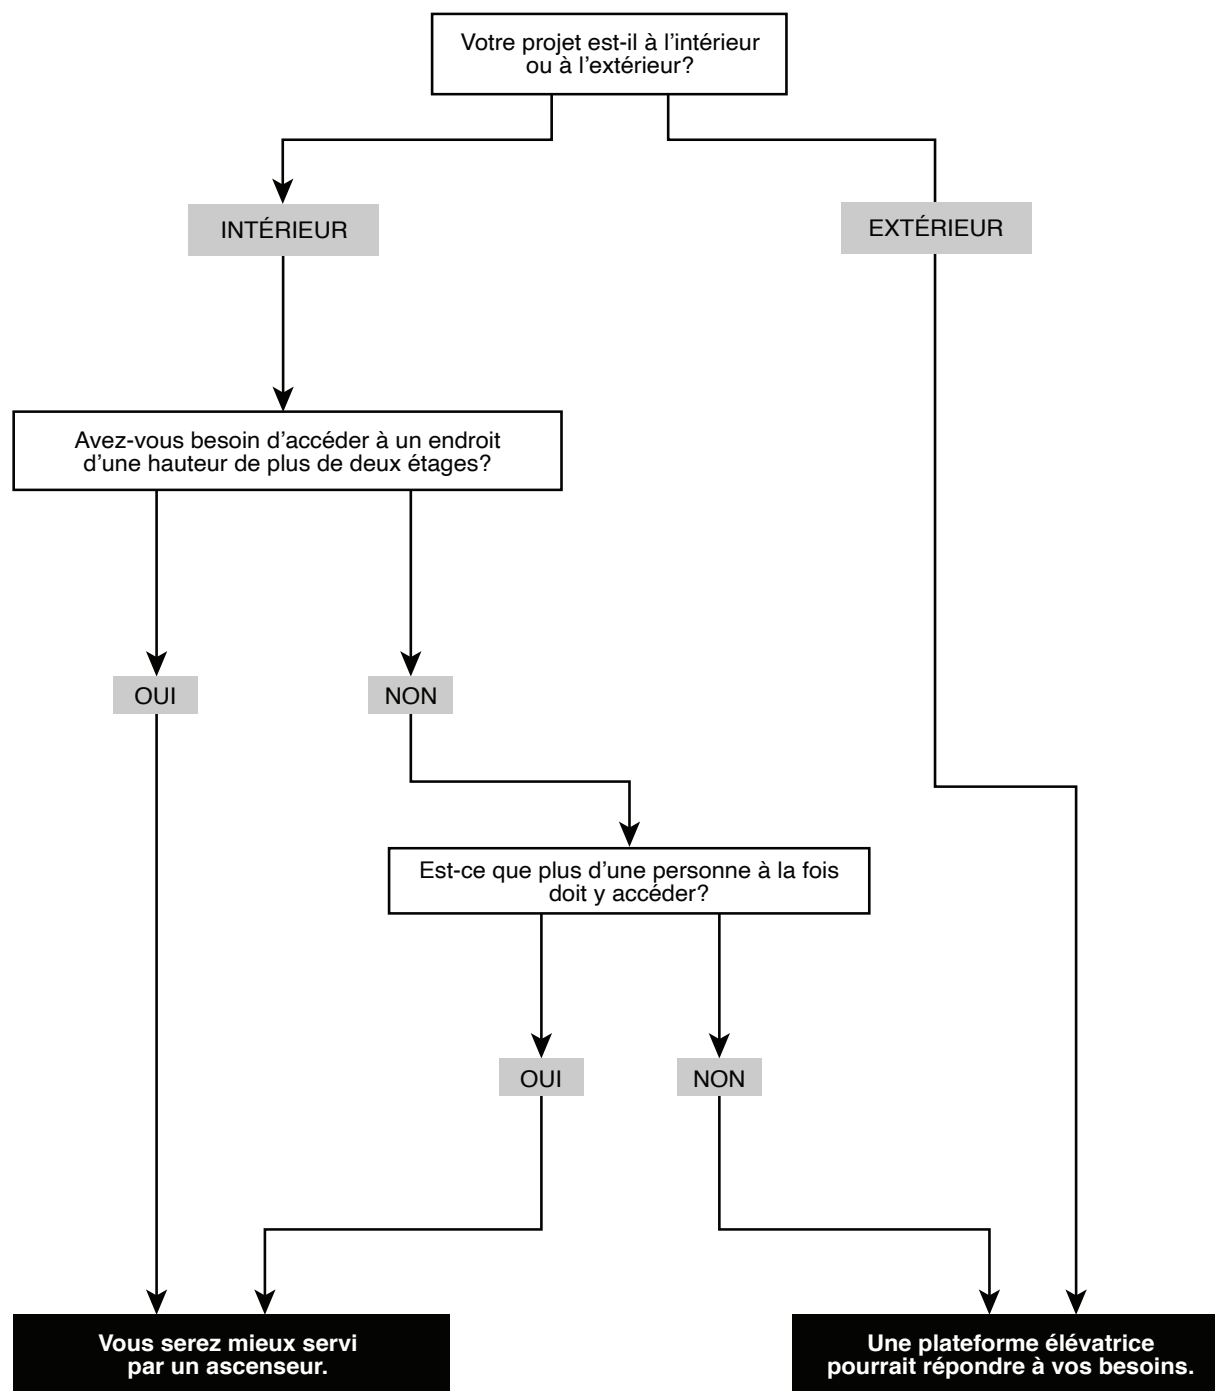 Votre projet est-il à l’intérieur
ou à l’extérieur?
INTÉRIEUR
EXTÉRIEUR
Avez-vous besoin d’accéder à un endroit
d’une hauteur de plus de deux étages?
OUI
NON
Est-ce que plus d’une personne à la fois
doit y accéder?
OUI
NON
Vous serez mieux servi
par un ascenseur.
Une plateforme élévatrice
pourrait répondre à vos besoins.